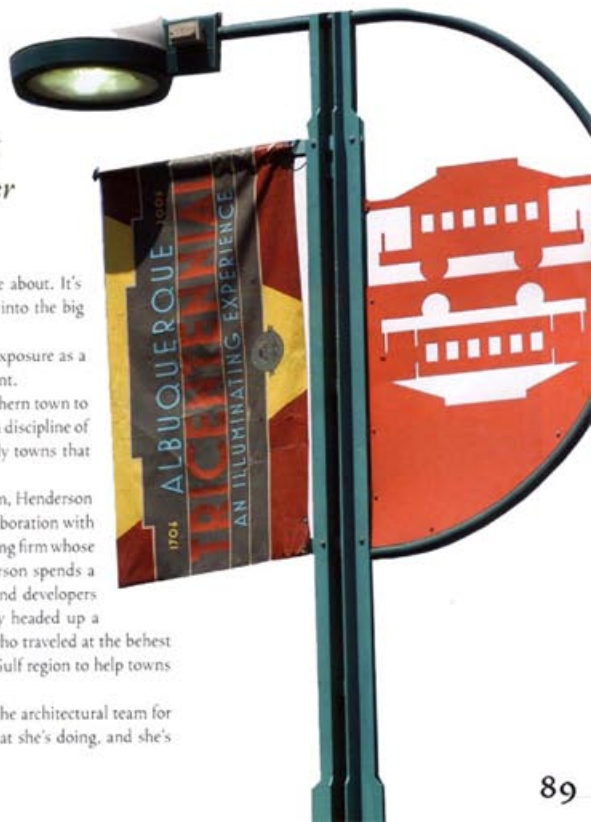 er
e about. It's
into the big
xposure as a
nt.
hern town to
discipline of
ly towns that
n, Henderson
boration with
ng firm whose
rson spends a
nd developers
y headed up a
ho traveled at the behest
Gulf region to help towns
he architectural team for
at she's doing, and she's
1706 ALBUQUERQUE 2006
TRICENTENNIAL
AN ILLUMINATING EXPERIENCE
89